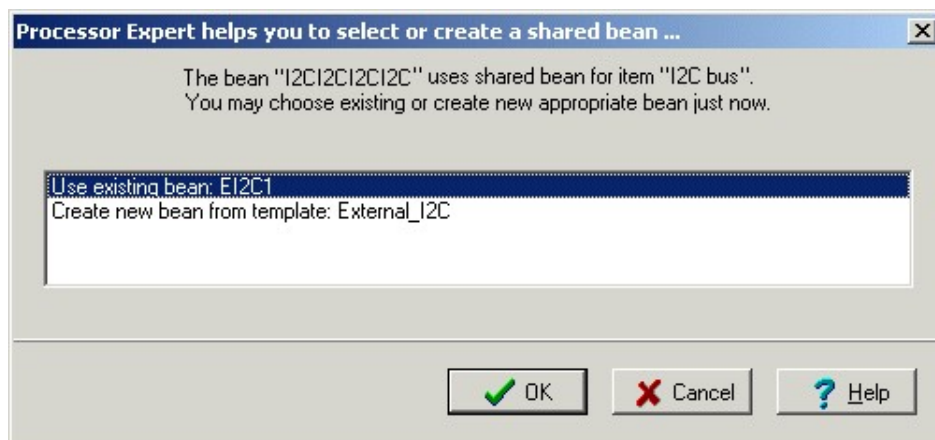 Processor Expert helps you to select or create a shared bean ...
The bean "I2CI2CI2CI2C" uses shared bean for item "I2C bus".
You may choose existing or create new appropriate bean just now.
Use existing bean: EI2C1
Create new bean from template: External_I2C
OK Cancel Help